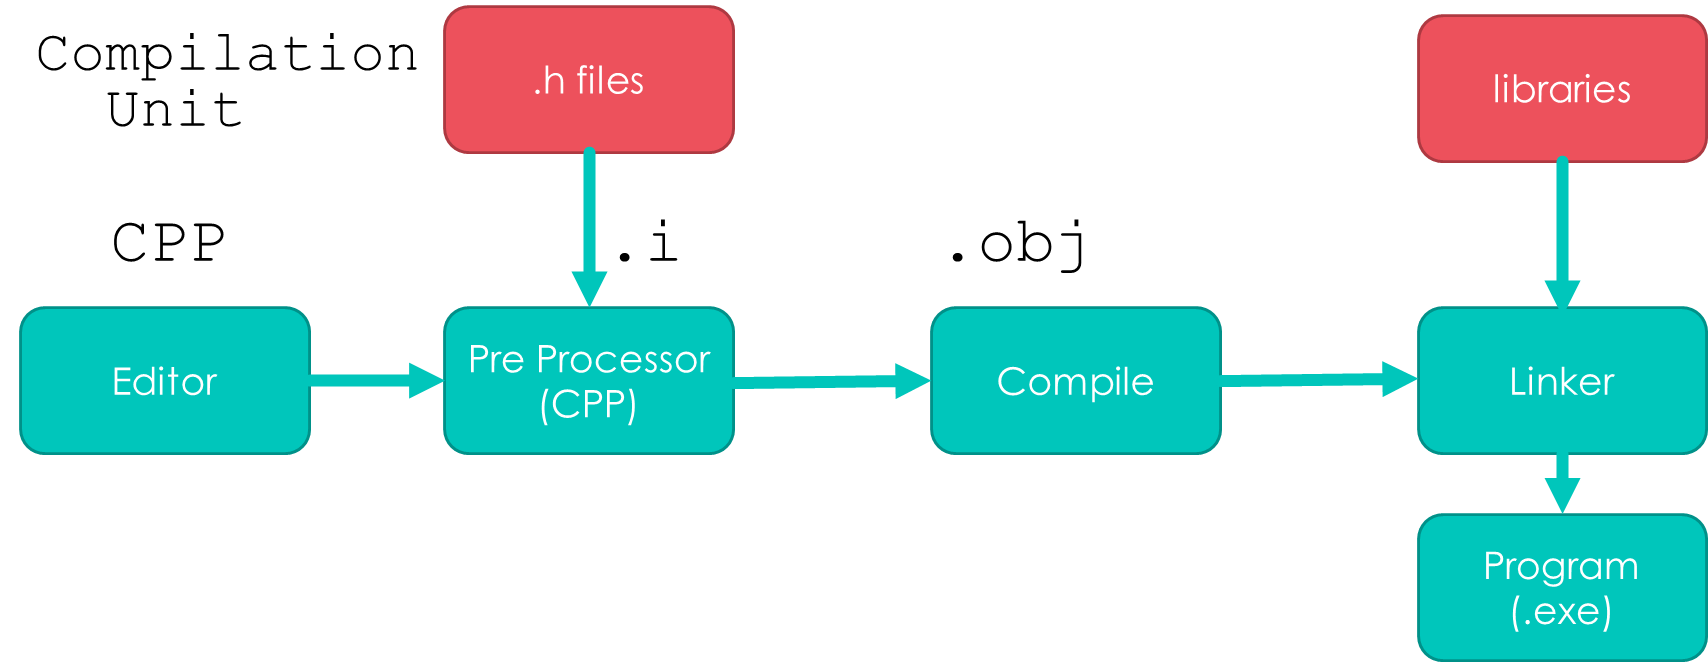 Compilation
Unit
.h files
libraries
CPP
.i
.obj
Editor
Pre Processor
(CPP)
Compile
Linker
Program
(.exe)